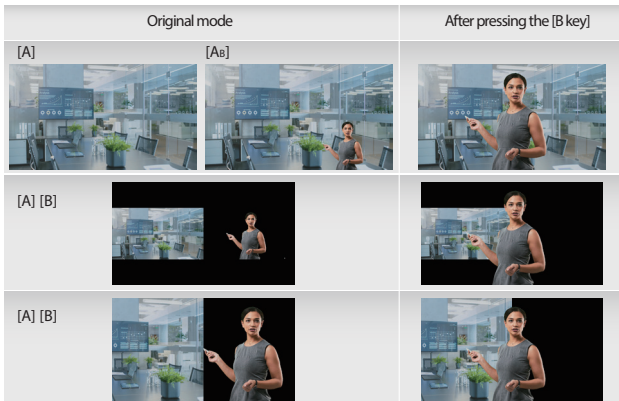 Original mode
After pressing the [B key]
[A]
[AB]
[A] [B]
[A] [B]